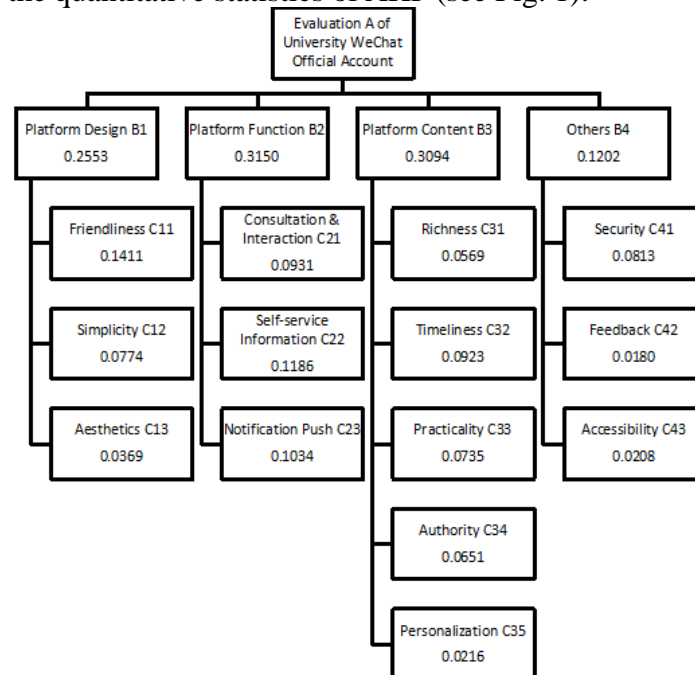 the quantitative statistics of AHP (see Fig. 1).
Evaluation A of
University WeChat
Official Account
Platform Design B1
0.2553
Platform Function B2
0.3150
Platform Content B3
0.3094
Others B4
0.1202
Friendliness C11
0.1411
Simplicity C12
0.0774
Aesthetics C13
0.0369
Consultation &
Interaction C21
0.0931
Self-service
Information C22
0.1186
Notification Push C23
0.1034
Richness C31
0.0569
Timeliness C32
0.0923
Practicality C33
0.0735
Authority C34
0.0651
Personalization C35
0.0216
Security C41
0.0813
Feedback C42
0.0180
Accessibility C43
0.0208